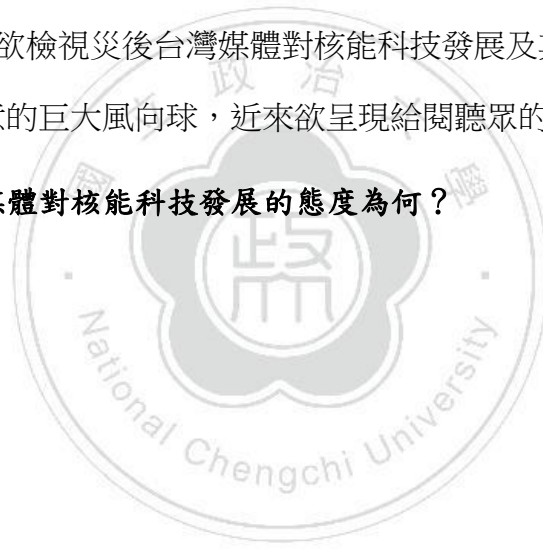 欲檢視災後台灣媒體對核能科技發展及
的巨大風向球，近來欲呈現給閱聽眾的
體對核能科技發展的態度為何？
政治
學
政
National Chengchi University